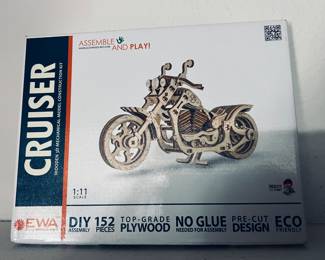 ASSEMBLE AND PLAY!
CRUISER
WOODEN 3D MECHANICAL MODEL CONSTRUCTION KIT
1:11
SCALE
EWA
DIY
ASSEMBLY
152
PIECES
TOP-GRADE
PLYWOOD
NO GLUE
NEEDED FOR ASSEMBLY
PRE-CUT
DESIGN
ECO
FRIENDLY